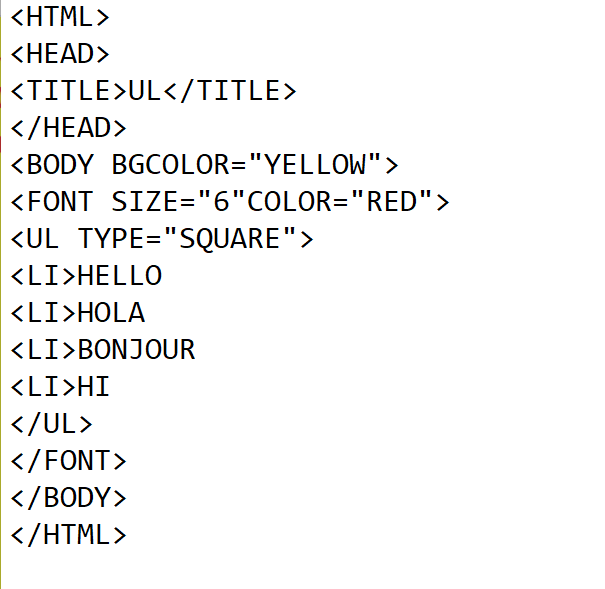 <HTML>
<HEAD>
<TITLE>UL</TITLE>
</HEAD>
<BODY BGCOLOR="YELLOW">
<FONT SIZE="6"COLOR="RED">
<UL TYPE="SQUARE">
<LI>HELLO
<LI>HOLA
<LI>BONJOUR
<LI>HI
</UL>
</FONT>
</BODY>
</HTML>